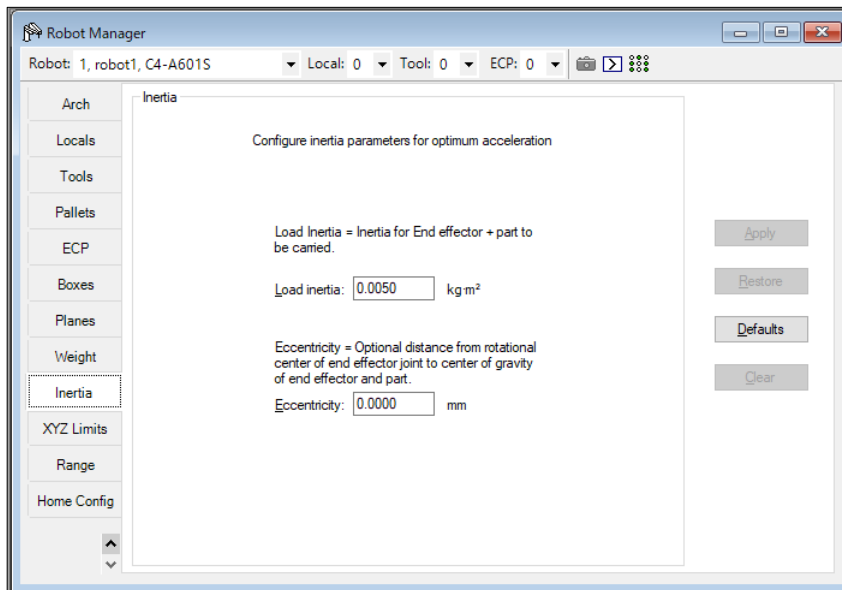 Robot Manager
Robot: 1, robot1, C4-A601S Local: 0 Tool: 0 ECP: 0
Arch
Locals
Tools
Pallets
ECP
Boxes
Planes
Weight
Inertia
XYZ Limits
Range
Home Config
Inertia
Configure inertia parameters for optimum acceleration
Load Inertia = Inertia for End effector + part to
be carried.
Load inertia: 0.0050 kg·m²
Eccentricity = Optional distance from rotational
center of end effector joint to center of gravity
of end effector and part.
Eccentricity: 0.0000 mm
Apply
Restore
Defaults
Clear